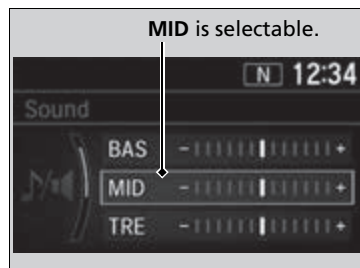 MID is selectable.
N 12:34
Sound
BAS - +
MID - +
TRE - +